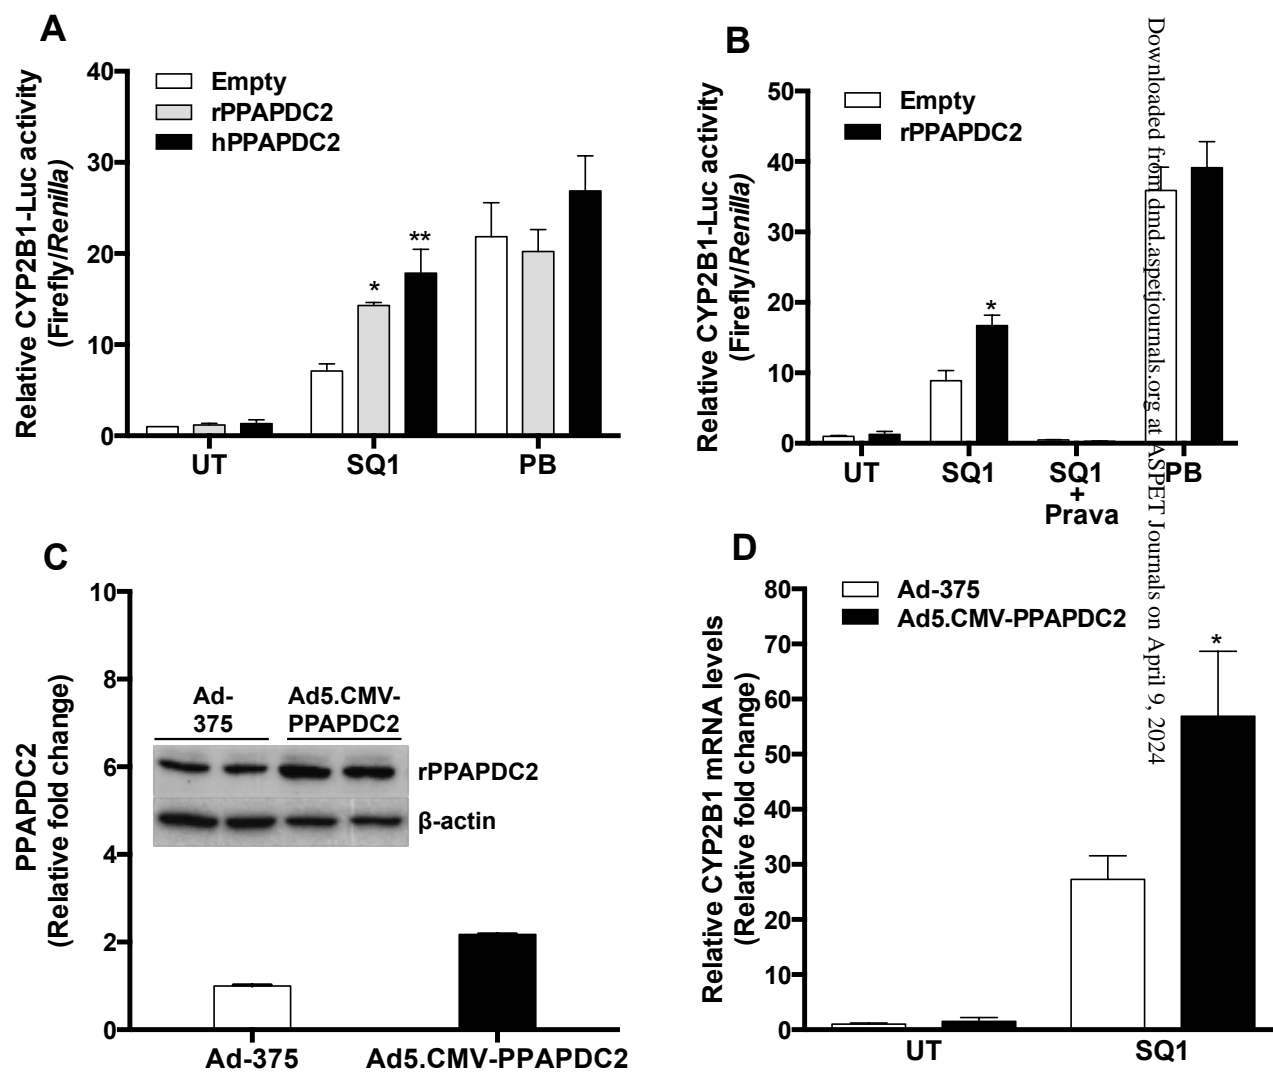 A
Relative CYP2B1-Luc activity
(Firefly/Renilla)
40
30
20
10
0
Empty
rPPAPDC2
hPPAPDC2
*
**
UT
SQ1
PB
B
Relative CYP2B1-Luc activity
(Firefly/Renilla)
50
40
30
20
10
0
Empty
rPPAPDC2
*
UT
SQ1
SQ1
+
Prava
PB
C
PPAPDC2
(Relative fold change)
10
8
6
4
2
0
Ad-
375
Ad5.CMV-
PPAPDC2
rPPAPDC2
β-actin
Ad-375
Ad5.CMV-PPAPDC2
D
Relative CYP2B1 mRNA levels
(Relative fold change)
80
70
60
50
40
30
20
10
0
Ad-375
Ad5.CMV-PPAPDC2
*
UT
SQ1
Downloaded from dmd.aspetjournals.org at ASPET Journals on April 9, 2024